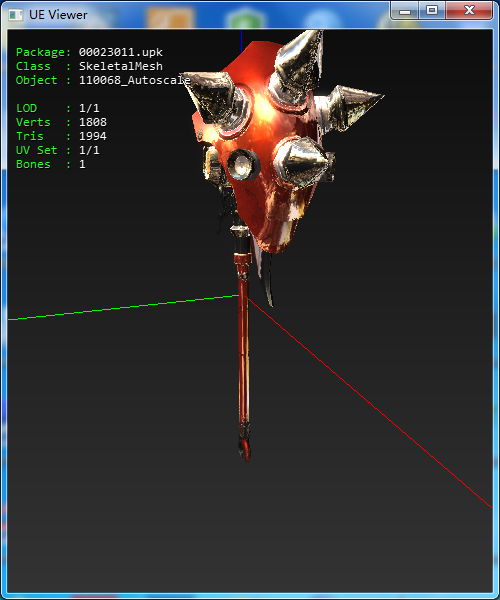 UE Viewer
Package: 00023011.upk
Class : SkeletalMesh
Object : 110068_Autoscale
LOD : 1/1
Verts : 1808
Tris : 1994
UV Set : 1/1
Bones : 1